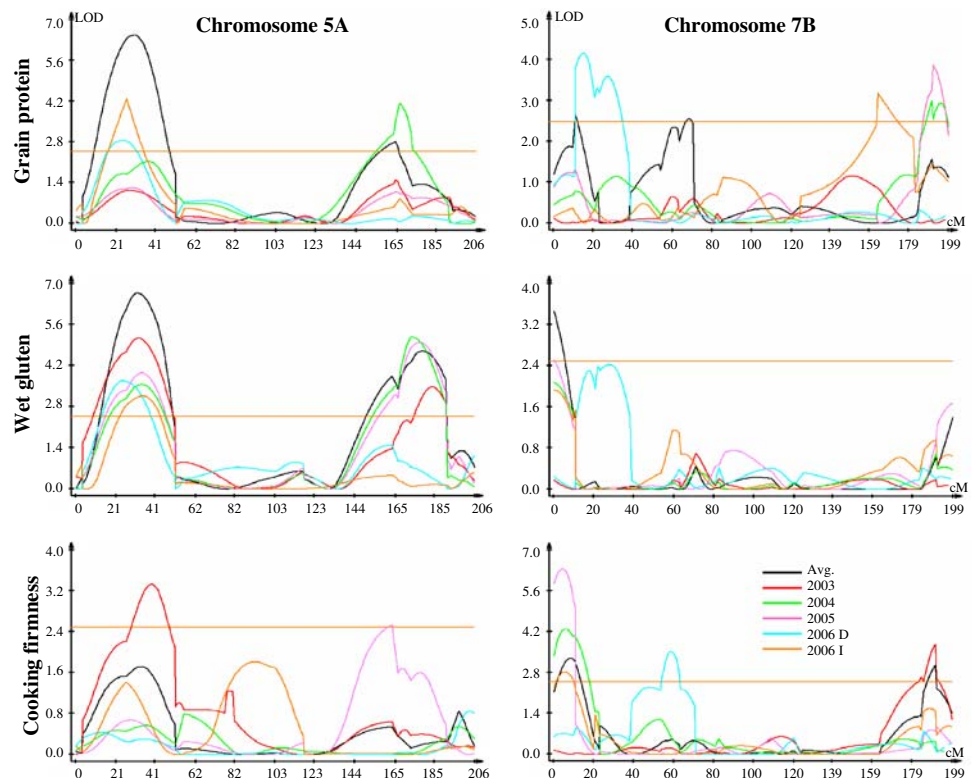 Chromosome 5A
Chromosome 7B
Grain protein
7.0 LOD
5.6
4.2
2.8
1.4
0.0
0 21 41 62 82 103 123 144 165 185 206
cM
5.0 LOD
4.0
3.0
2.0
1.0
0.0
0 20 40 60 80 100 120 139 159 179 199
cM
Wet gluten
7.0
5.6
4.2
2.8
1.4
0.0
0 21 41 62 82 103 123 144 165 185 206
4.0
3.2
2.4
1.6
0.8
0.0
0 20 40 60 80 100 120 139 159 179 199
cM
Cooking firmness
4.0
3.2
2.4
1.6
0.8
0.0
0 21 41 62 82 103 123 144 165 185 206
7.0
5.6
4.2
2.8
1.4
0.0
0 20 40 60 80 100 120 139 159 179 199
cM
Avg.
2003
2004
2005
2006 D
2006 I